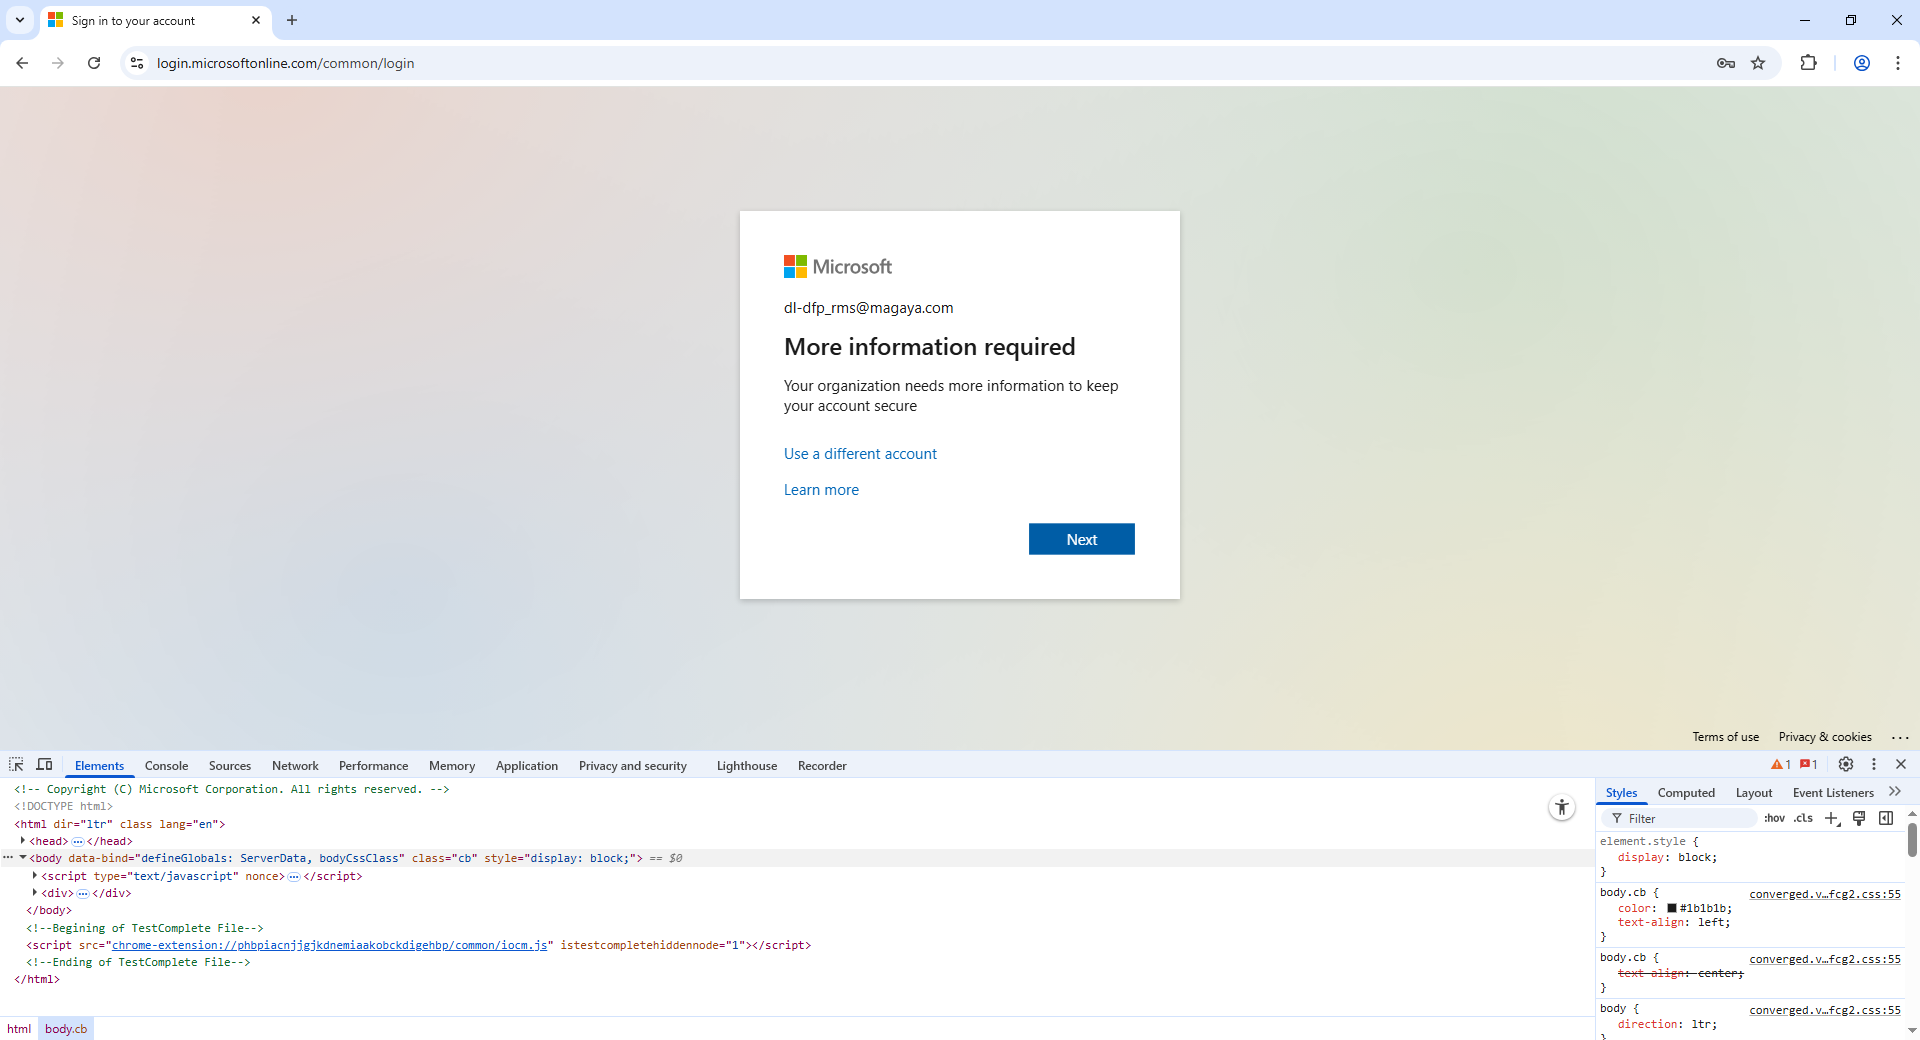 Sign in to your account
login.microsoftonline.com/common/login
Microsoft
dl-dfp_rms@magaya.com
More information required
Your organization needs more information to keep
your account secure
Use a different account
Learn more
Next
Terms of use
Privacy & cookies
Elements
Console
Sources
Network
Performance
Memory
Application
Privacy and security
Lighthouse
Recorder
1
1
<!-- Copyright (C) Microsoft Corporation. All rights reserved. -->
<!DOCTYPE html>
<html dir="ltr" class lang="en">
<head>…</head>
<body data-bind="defineGlobals: ServerData, bodyCssClass" class="cb" style="display: block;"> == $0
<script type="text/javascript" nonce>…</script>
<div>…</div>
</body>
<!--Begining of TestComplete File-->
<script src="chrome-extension://phbpiacnjjgjkdnemiaakobckdigehbp/common/iocm.js" istestcompletehiddennode="1"></script>
<!--Ending of TestComplete File-->
</html>
html
body.cb
Styles
Computed
Layout
Event Listeners
Filter
:hov
.cls
element.style {
display: block;
}
body.cb {
converged.v…fcg2.css:55
color: #1b1b1b;
text-align: left;
}
body.cb {
converged.v…fcg2.css:55
text-align: center;
}
body {
converged.v…fcg2.css:55
direction: ltr;
}